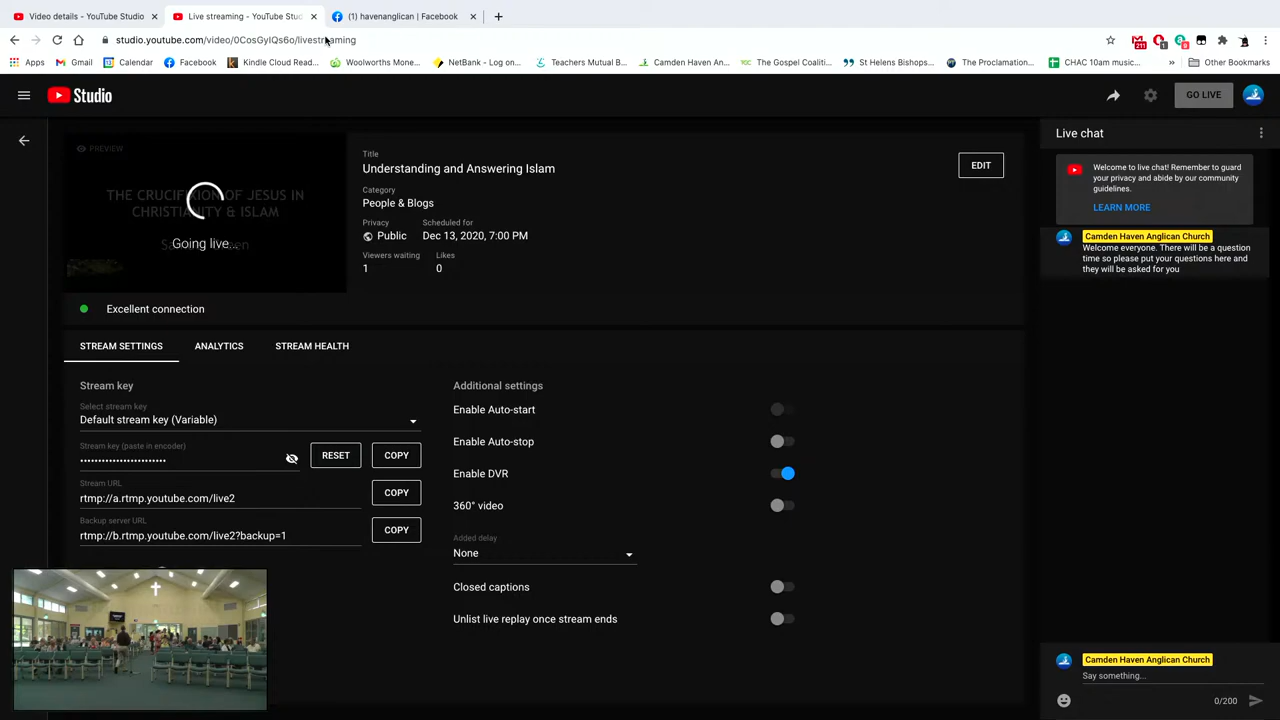 Video details - YouTube Studio
Live streaming - YouTube Stu
(1) havenanglican | Facebook
studio.youtube.com/video/0CosGyIQs6o/livestreaming
Apps
Gmail
Calendar
Facebook
Kindle Cloud Read...
Woolworths Mone...
NetBank - Log on...
Teachers Mutual B...
Camden Haven An...
The Gospel Coaliti...
St Helens Bishops...
The Proclamation...
CHAC 10am music...
»
Other Bookmarks
Studio
GO LIVE
PREVIEW
THE CRUCIFIXION OF JESUS IN
CHRISTIANITY & ISLAM
Going live...
Title
Understanding and Answering Islam
EDIT
Category
People & Blogs
Privacy
Public
Scheduled for
Dec 13, 2020, 7:00 PM
Viewers waiting
1
Likes
0
Excellent connection
STREAM SETTINGS
ANALYTICS
STREAM HEALTH
Stream key
Select stream key
Default stream key (Variable)
Stream key (paste in encoder)
••••••••••••••••••••••••
RESET
COPY
Stream URL
rtmp://a.rtmp.youtube.com/live2
COPY
Backup server URL
rtmp://b.rtmp.youtube.com/live2?backup=1
COPY
Additional settings
Enable Auto-start
Enable Auto-stop
Enable DVR
360° video
Added delay
None
Closed captions
Unlist live replay once stream ends
Live chat
Welcome to live chat! Remember to guard
your privacy and abide by our community
guidelines.
LEARN MORE
Camden Haven Anglican Church
Welcome everyone. There will be a question
time so please put your questions here and
they will be asked for you
Camden Haven Anglican Church
Say something...
0/200